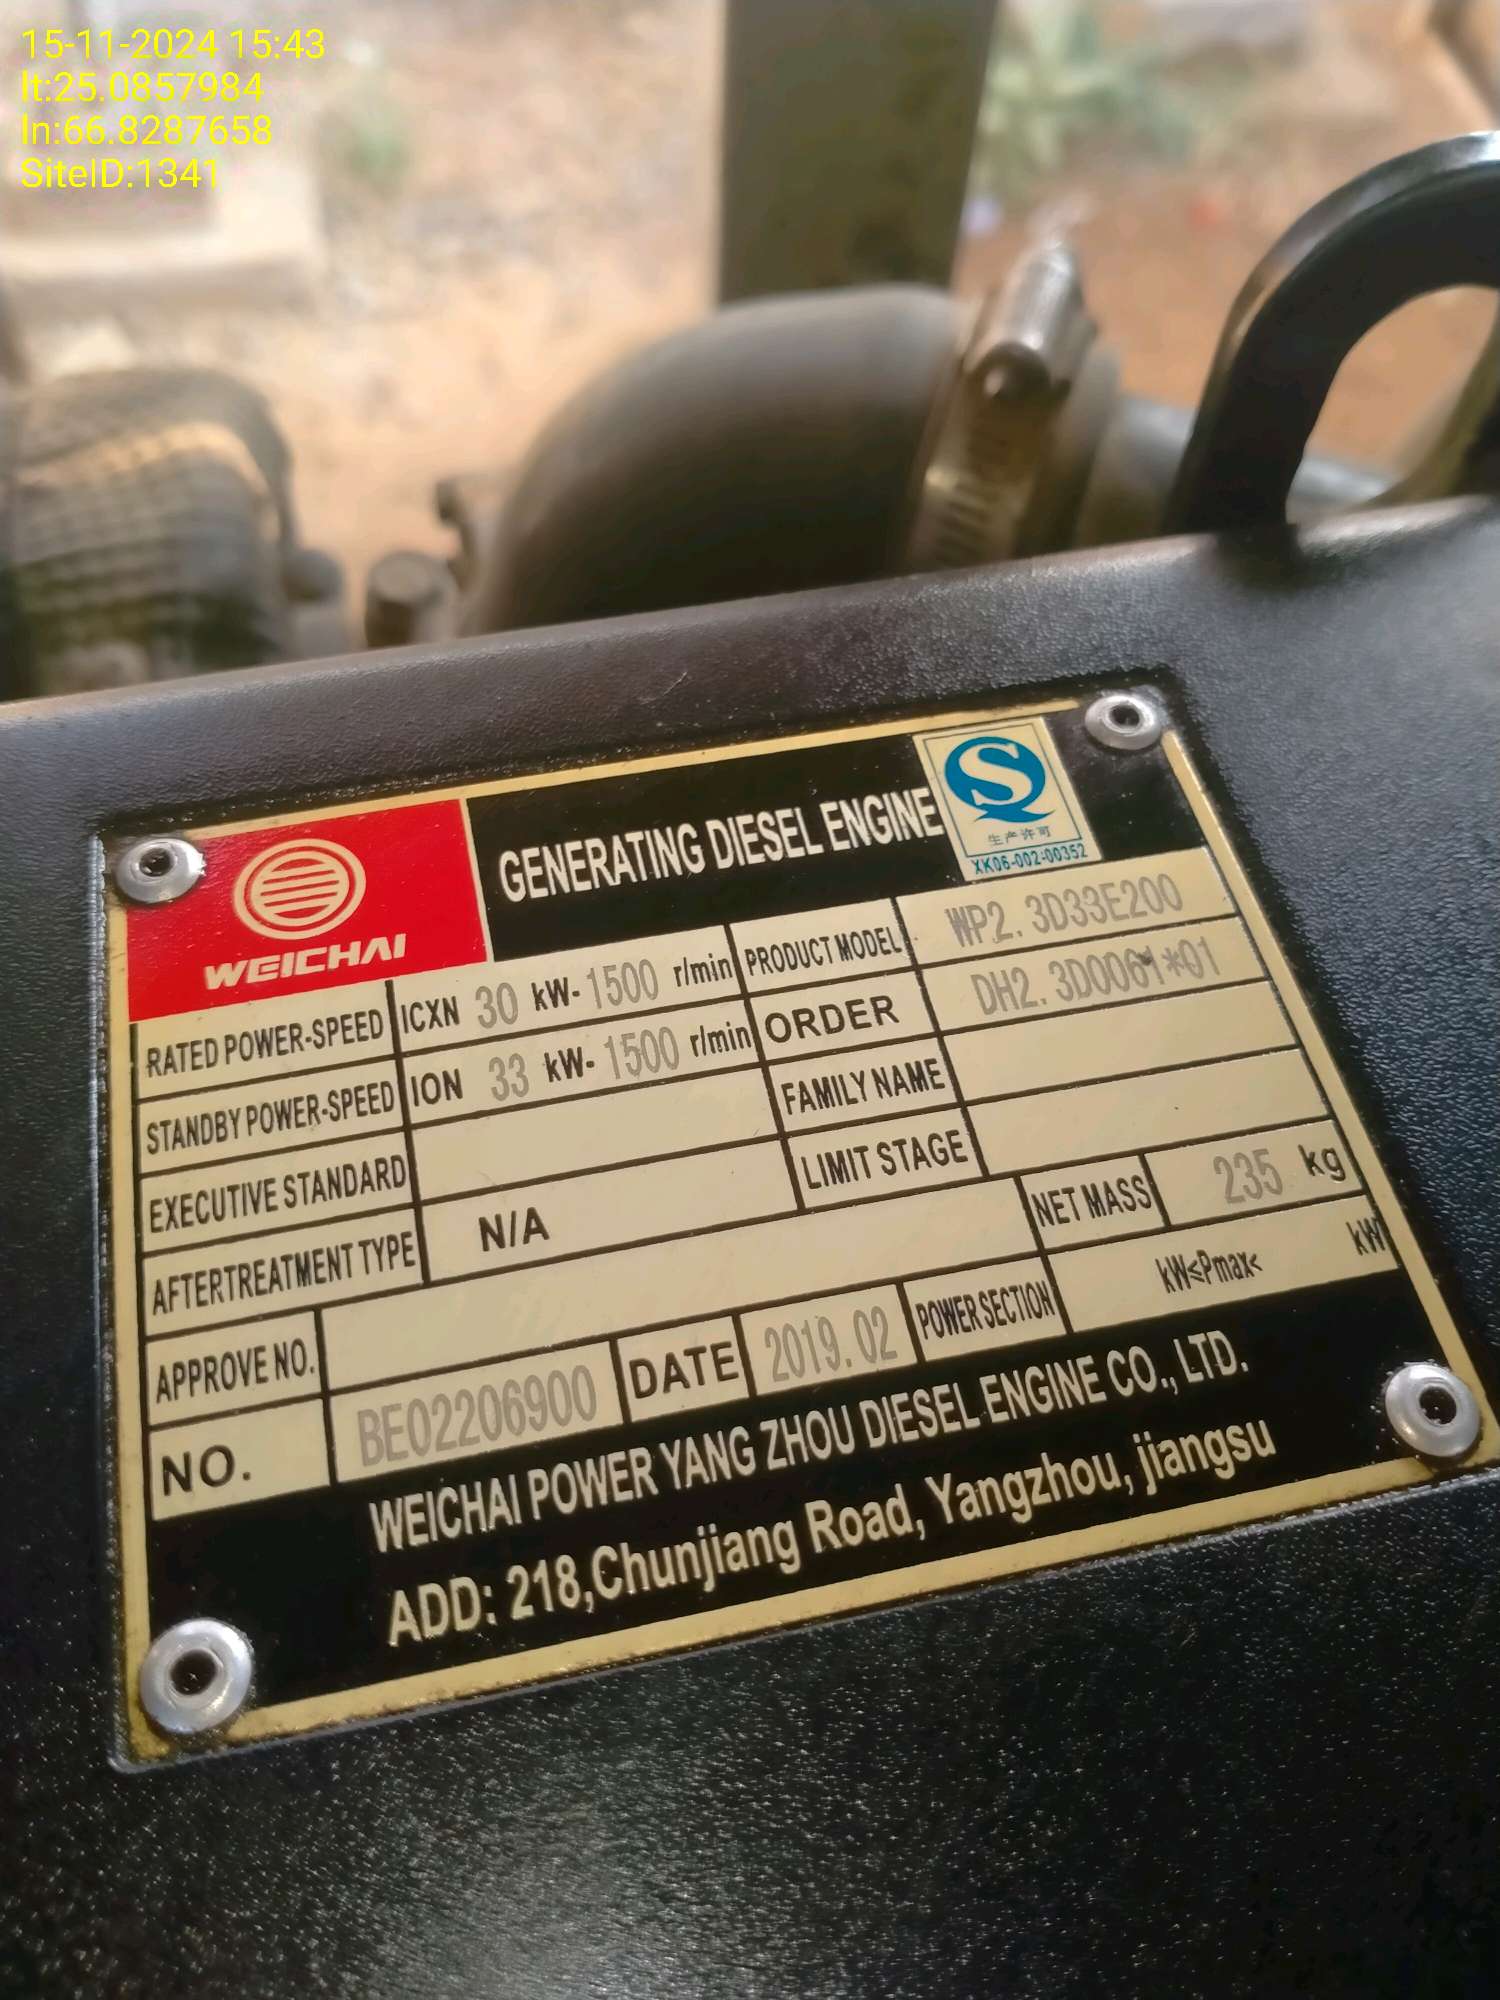 15-11-2024 15:43
lt:25.0857984
ln:66.8287658
SiteID:1341
WEICHAI
GENERATING DIESEL ENGINE
S
生产许可
XK06-002-00352
RATED POWER-SPEED ICXN 30 kW- 1500 r/min PRODUCT MODEL WP2.3D33E200
STANDBY POWER-SPEED ION 33 kW- 1500 r/min ORDER DH2.3D0061*01
EXECUTIVE STANDARD FAMILY NAME
AFTERTREATMENT TYPE N/A LIMIT STAGE
APPROVE NO. NET MASS 235 kg
NO. BE02206900 DATE 2019.02 POWER SECTION kW≤Pmax< kW
WEICHAI POWER YANG ZHOU DIESEL ENGINE CO., LTD.
ADD: 218,Chunjiang Road, Yangzhou, jiangsu